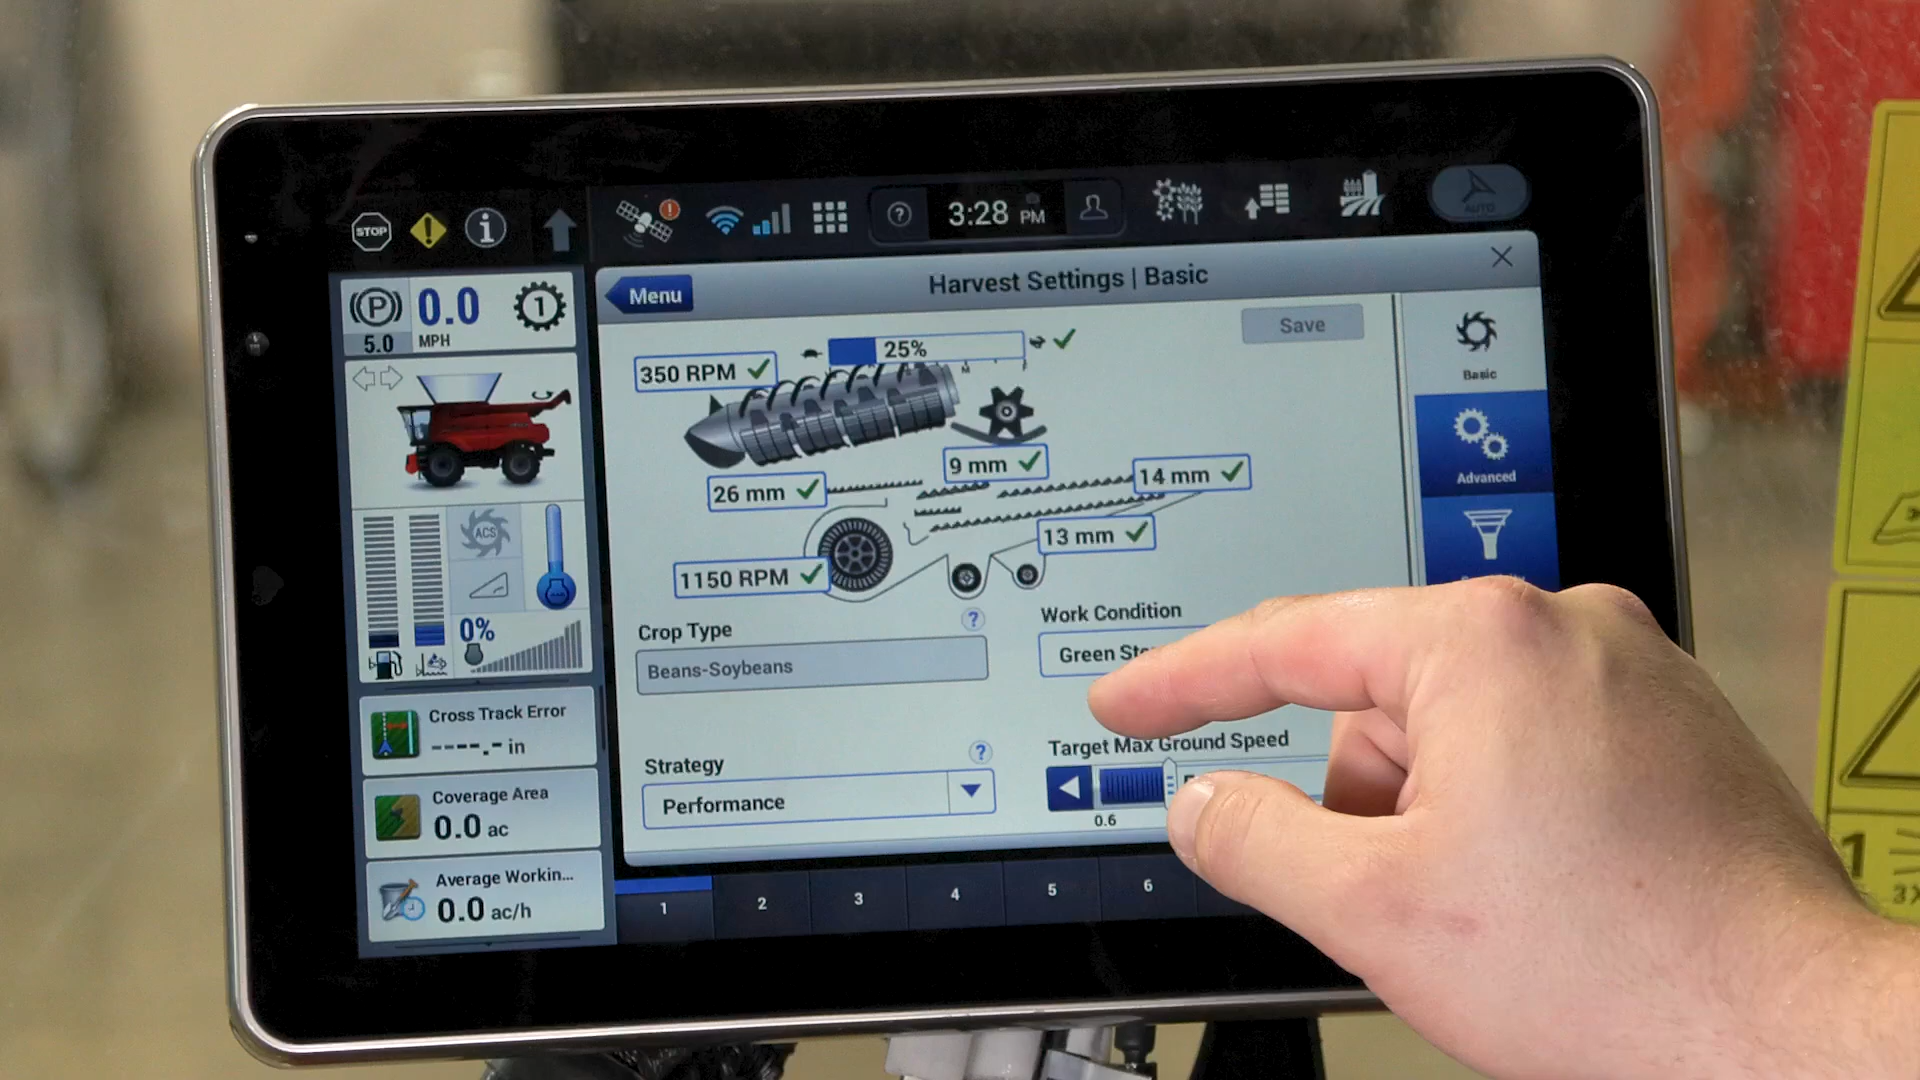 STOP
3:28 PM
AUTO
P
0.0
1
5.0
MPH
Menu
Harvest Settings | Basic
Save
Basic
350 RPM
25%
Advanced
9 mm
26 mm
14 mm
13 mm
1150 RPM
ACS
0%
Crop Type
Beans-Soybeans
Work Condition
Green
Cross Track Error
----.- in
Strategy
Performance
Target Max Ground Speed
0.6
Coverage Area
0.0 ac
Average Workin...
0.0 ac/h
1
2
3
4
5
6
1